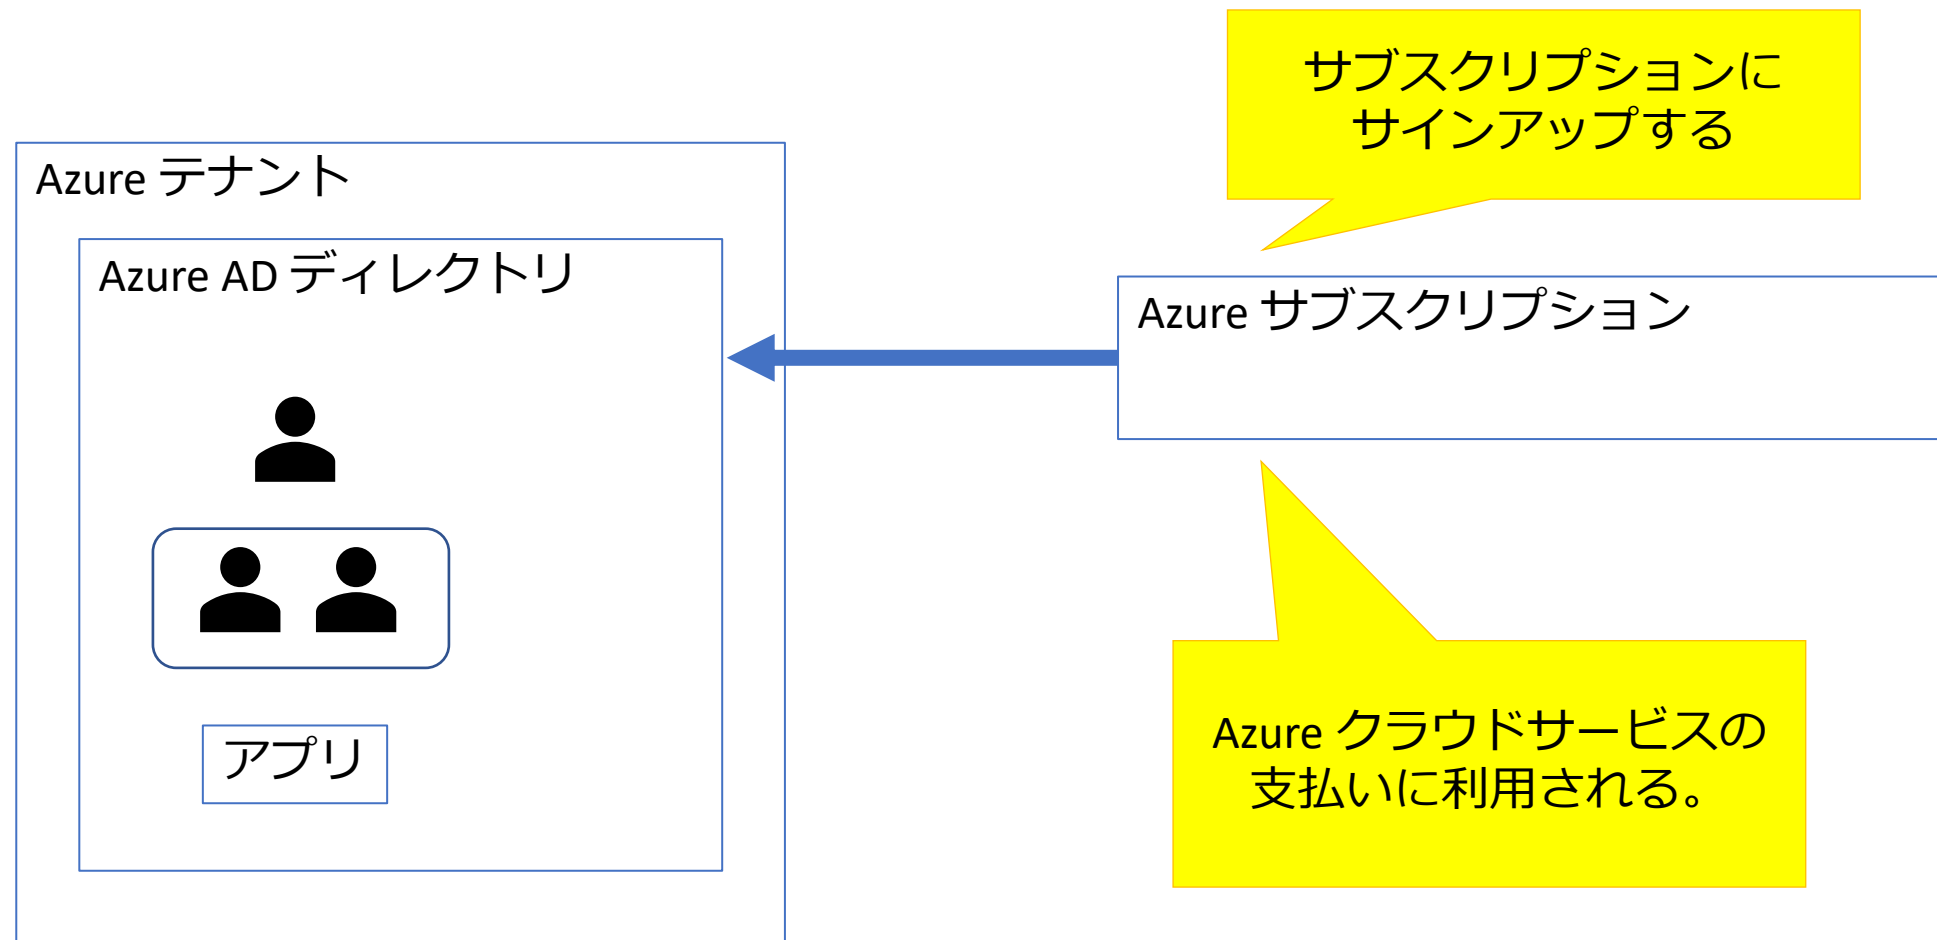 サブスクリプションに
サインアップする
Azure テナント
Azure AD ディレクトリ
Azure サブスクリプション
アプリ
Azure クラウドサービスの
支払いに利用される。